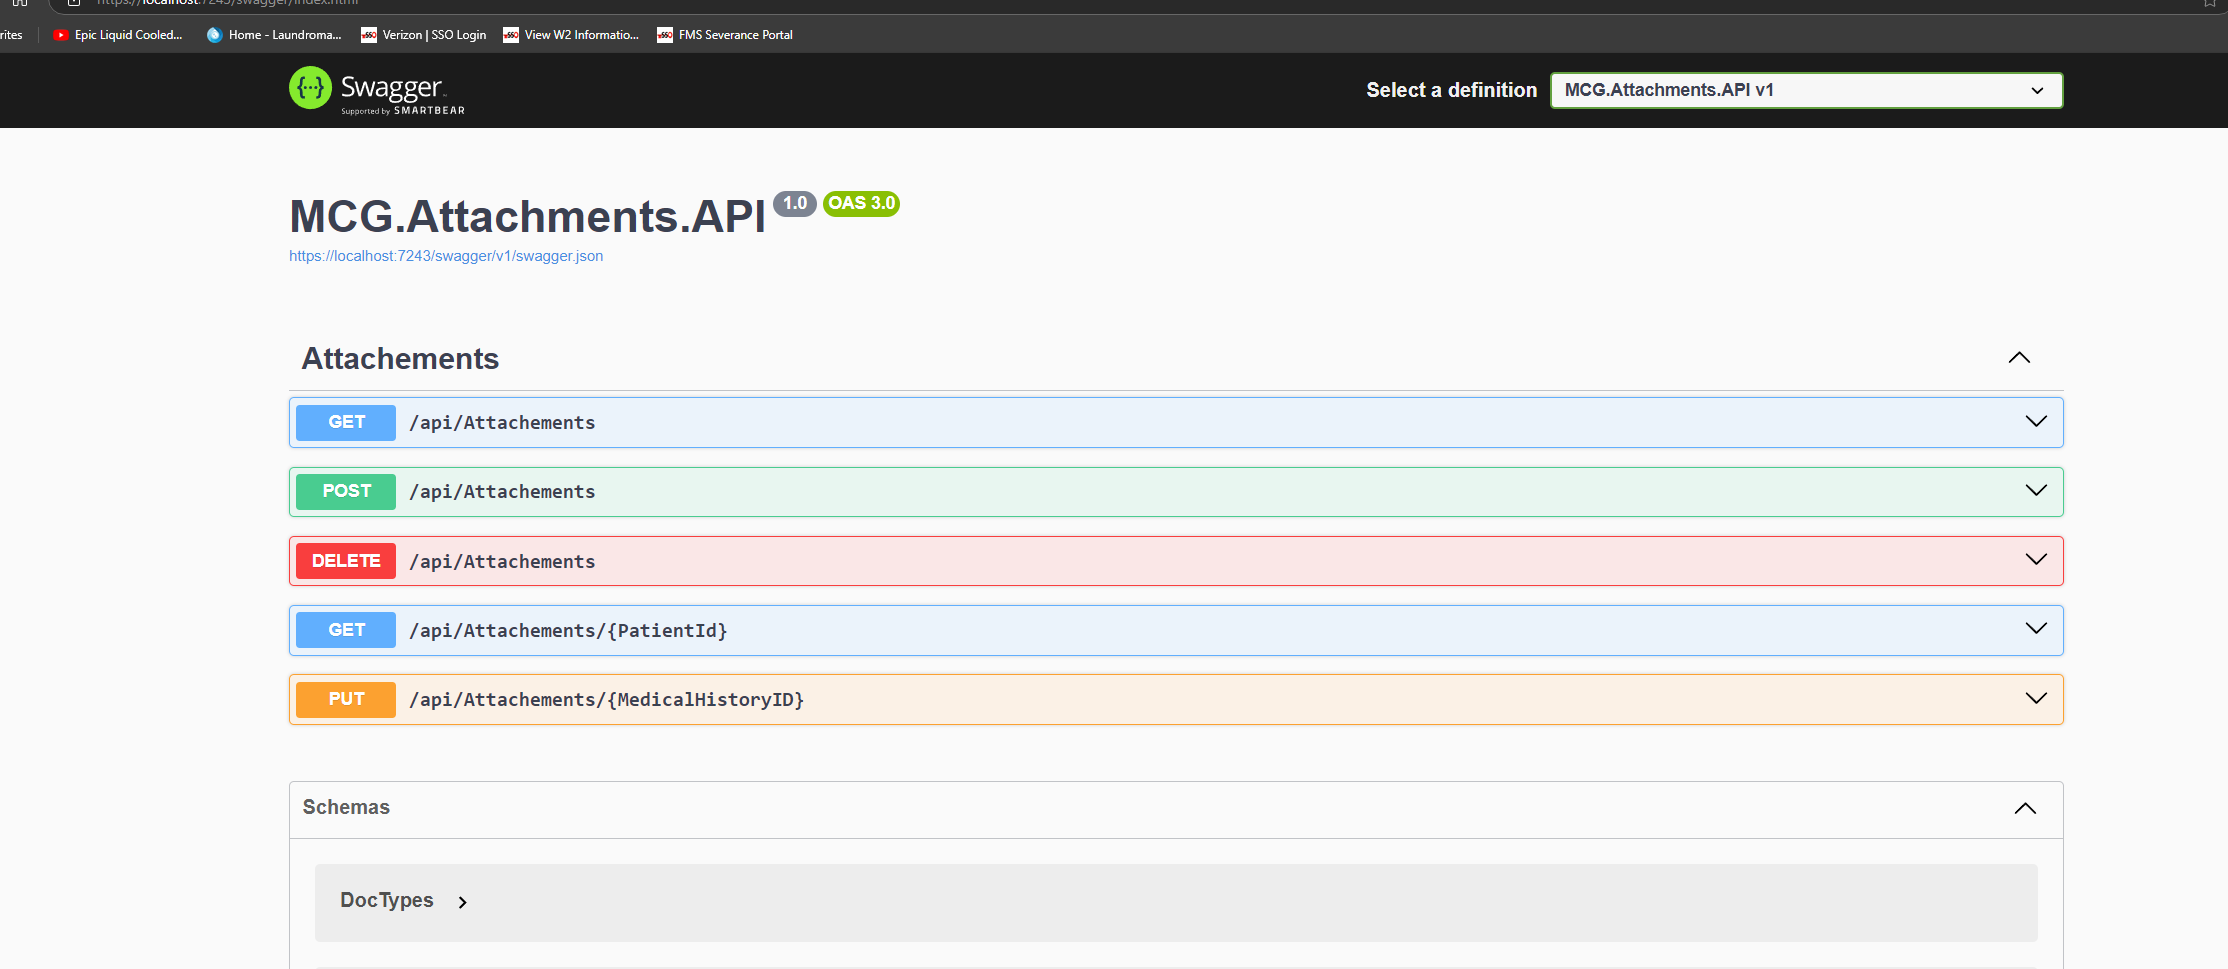 https://localhost:7243/swagger/index.html
rites
Epic Liquid Cooled...
Home - Laundroma...
Verizon | SSO Login
View W2 Informatio...
FMS Severance Portal
Swagger
Supported by SMARTBEAR
Select a definition
MCG.Attachments.API v1
MCG.Attachments.API 1.0 OAS 3.0
https://localhost:7243/swagger/v1/swagger.json
Attachements
GET /api/Attachements
POST /api/Attachements
DELETE /api/Attachements
GET /api/Attachements/{PatientId}
PUT /api/Attachements/{MedicalHistoryID}
Schemas
DocTypes